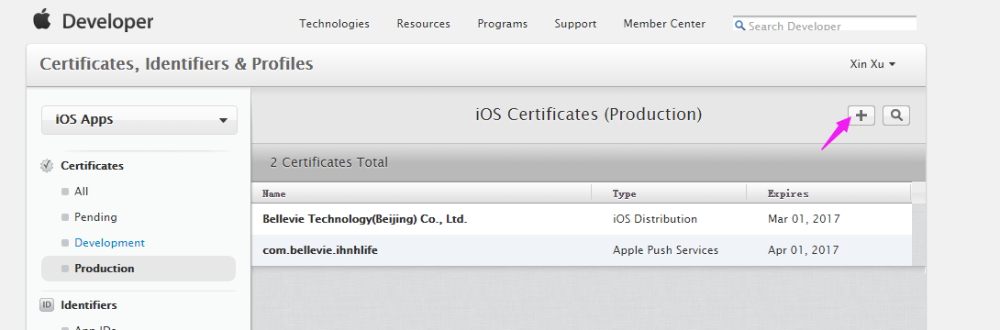 Developer
Technologies Resources Programs Support Member Center Search Developer
Certificates, Identifiers & Profiles
Xin Xu
iOS Apps
iOS Certificates (Production)
2 Certificates Total
Certificates
All
Pending
Development
Production
Identifiers
ID
App IDs
Name Type Expires
Bellevie Technology(Beijing) Co., Ltd. iOS Distribution Mar 01, 2017
com.bellevie.ihnhlife Apple Push Services Apr 01, 2017